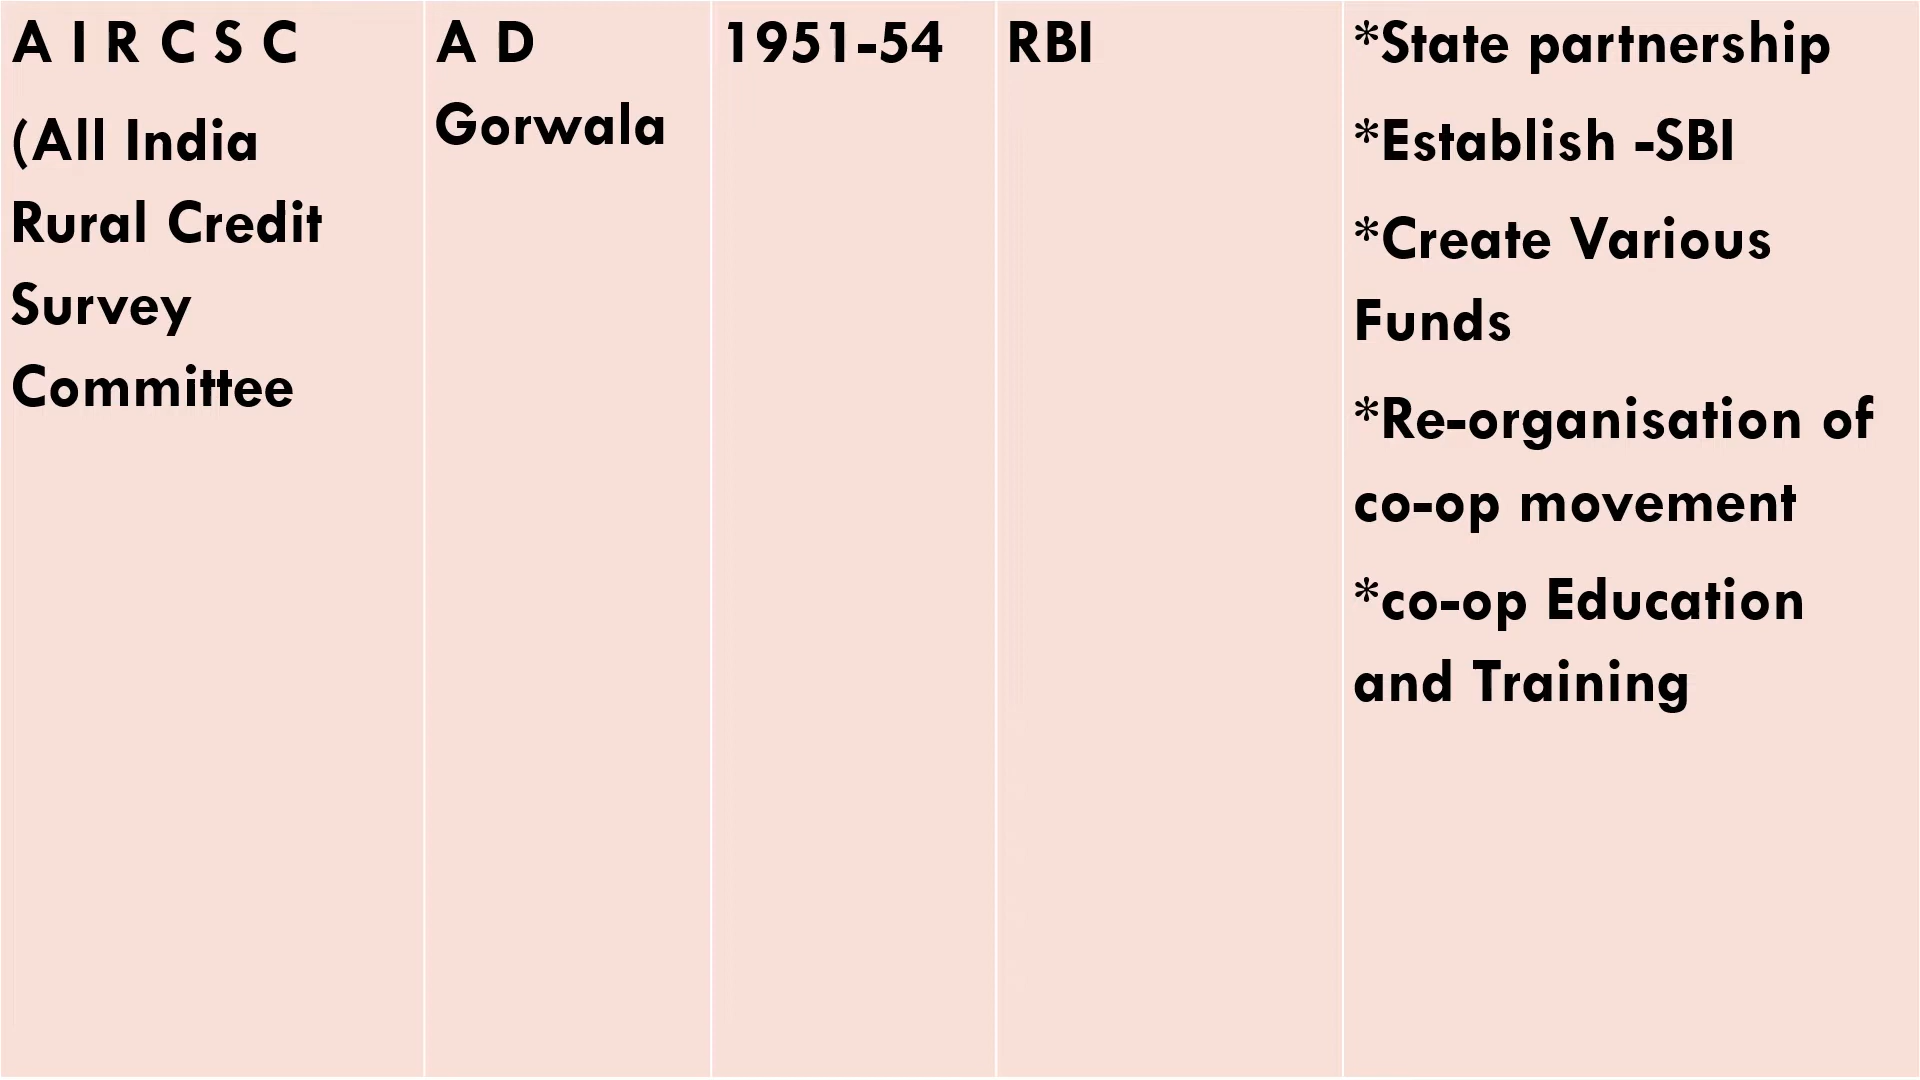 A I R C S C
(All India
Rural Credit
Survey
Committee
A D
Gorwala
1951-54
RBI
*State partnership
*Establish -SBI
*Create Various
Funds
*Re-organisation of
co-op movement
*co-op Education
and Training